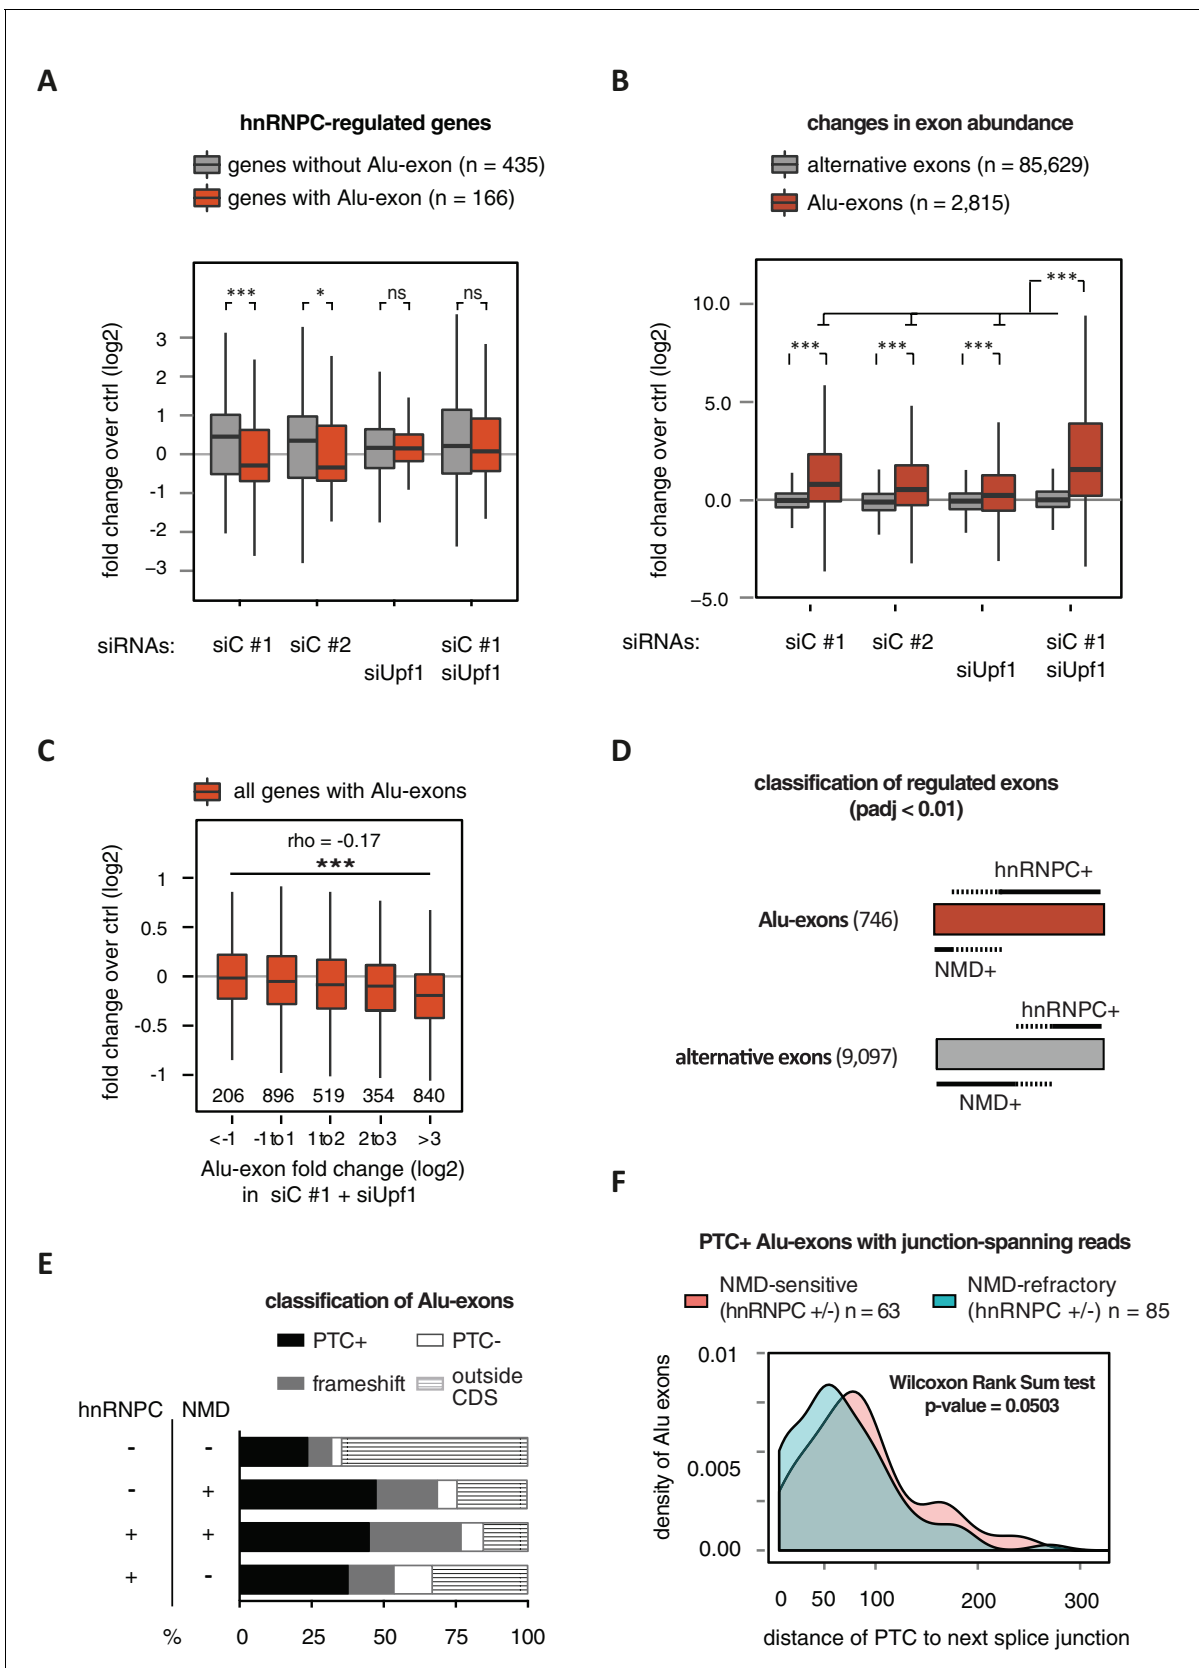 A
hnRNPC-regulated genes
genes without Alu-exon (n = 435)
genes with Alu-exon (n = 166)
fold change over ctrl (log2)
3
2
1
0
-1
-2
-3
***
*
ns
ns
siRNAs:
siC #1
siC #2
siUpf1
siC #1
siUpf1
B
changes in exon abundance
alternative exons (n = 85,629)
Alu-exons (n = 2,815)
fold change over ctrl (log2)
10.0
5.0
0.0
-5.0
***
***
***
***
siRNAs:
siC #1
siC #2
siUpf1
siC #1
siUpf1
C
all genes with Alu-exons
rho = -0.17
***
fold change over ctrl (log2)
1
0.5
0
-0.5
-1
206 896 519 354 840
<-1 -1to1 1to2 2to3 >3
Alu-exon fold change (log2)
in siC #1 + siUpf1
D
classification of regulated exons
(padj < 0.01)
hnRNPC+
Alu-exons (746)
NMD+
hnRNPC+
alternative exons (9,097)
NMD+
E
classification of Alu-exons
PTC+
PTC-
frameshift
outside
CDS
hnRNPC NMD
- -
- +
+ +
+ -
% 0 25 50 75 100
F
PTC+ Alu-exons with junction-spanning reads
NMD-sensitive
(hnRNPC +/-) n = 63
NMD-refractory
(hnRNPC +/-) n = 85
Wilcoxon Rank Sum test
p-value = 0.0503
density of Alu exons
0.01
0.005
0.00
0 50 100 200 300
distance of PTC to next splice junction